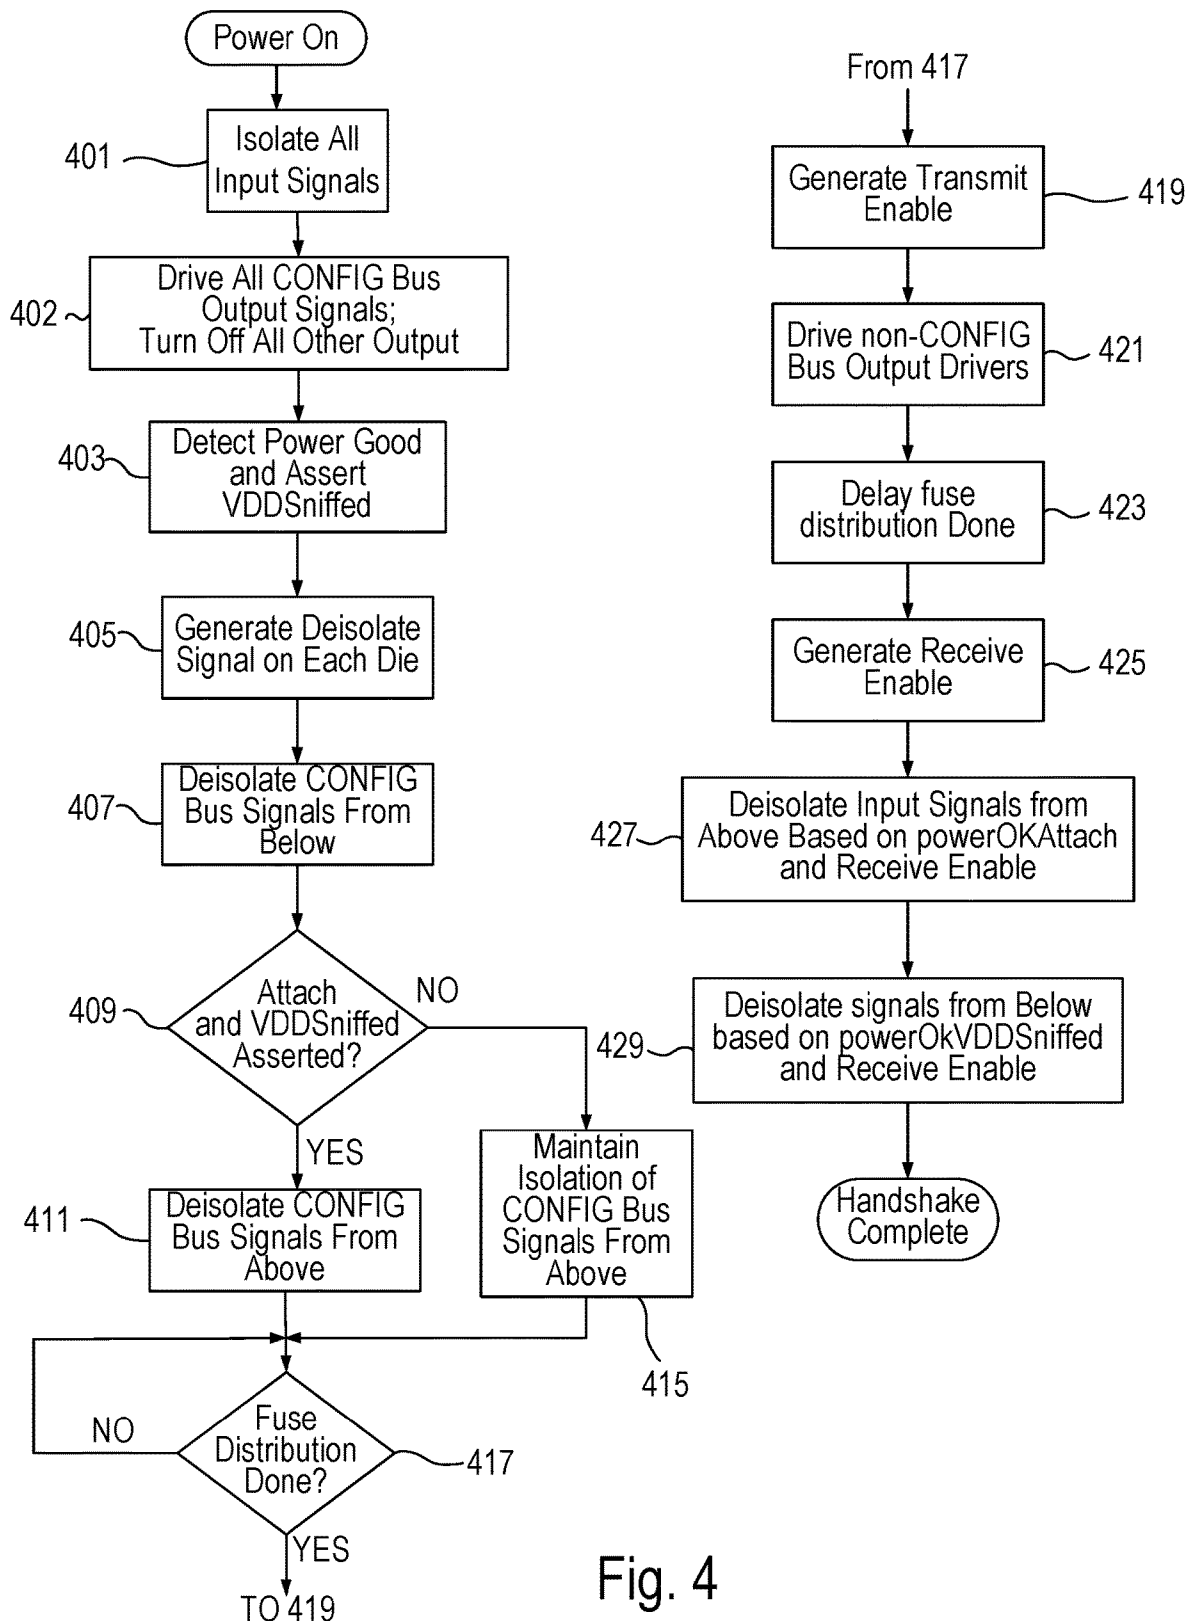 Power On
401
Isolate All
Input Signals
402
Drive All CONFIG Bus
Output Signals;
Turn Off All Other Output
403
Detect Power Good
and Assert
VDDSniffed
405
Generate Deisolate
Signal on Each Die
407
Deisolate CONFIG
Bus Signals From
Below
409
Attach
and VDDSniffed
Asserted?
NO
YES
411
Deisolate CONFIG
Bus Signals From
Above
Maintain
Isolation of
CONFIG Bus
Signals From
Above
415
Fuse
Distribution
Done?
417
NO
YES
TO 419
From 417
Generate Transmit
Enable
419
Drive non-CONFIG
Bus Output Drivers
421
Delay fuse
distribution Done
423
Generate Receive
Enable
425
Deisolate Input Signals from
Above Based on powerOKAttach
and Receive Enable
427
Deisolate signals from Below
based on powerOkVDDSniffed
and Receive Enable
429
Handshake
Complete
Fig. 4